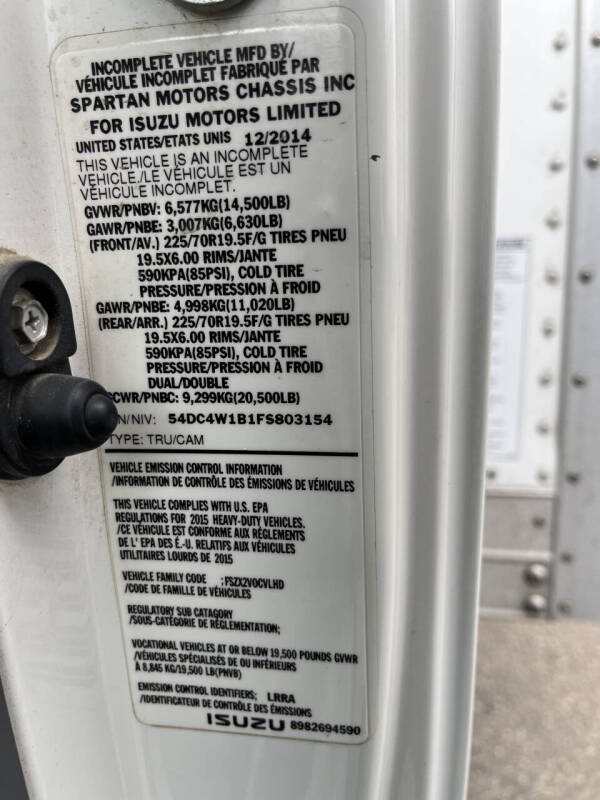 INCOMPLETE VEHICLE MFD BY/
VÉHICULE INCOMPLET FABRIQUÉ PAR
SPARTAN MOTORS CHASSIS INC
FOR ISUZU MOTORS LIMITED
UNITED STATES/ETATS UNIS 12/2014
THIS VEHICLE IS AN INCOMPLETE
VEHICLE./LE VÉHICULE EST UN
VÉHICULE INCOMPLET.
GVWR/PNBV: 6,577KG(14,500LB)
GAWR/PNBE: 3,007KG(6,630LB)
(FRONT/AV.) 225/70R19.5F/G TIRES PNEU
19.5X6.00 RIMS/JANTE
590KPA(85PSI), COLD TIRE
PRESSURE/PRESSION À FROID
GAWR/PNBE: 4,998KG(11,020LB)
(REAR/ARR.) 225/70R19.5F/G TIRES PNEU
19.5X6.00 RIMS/JANTE
590KPA(85PSI), COLD TIRE
PRESSURE/PRESSION À FROID
DUAL/DOUBLE
CWR/PNBC: 9,299KG(20,500LB)
N/NIV: 54DC4W1B1FS803154
TYPE: TRU/CAM
VEHICLE EMISSION CONTROL INFORMATION
/INFORMATION DE CONTRÔLE DES ÉMISSIONS DE VÉHICULES
THIS VEHICLE COMPLIES WITH U.S. EPA
REGULATIONS FOR 2015 HEAVY-DUTY VEHICLES.
/CE VÉHICULE EST CONFORME AUX RÈGLEMENTS
DE L' EPA DES É.-U. RELATIFS AUX VÉHICULES
UTILITAIRES LOURDS DE 2015
VEHICLE FAMILY CODE :FSZX2VOCVLHD
/CODE DE FAMILLE DE VÉHICULES
REGULATORY SUB CATAGORY
/SOUS-CATÉGORIE DE RÈGLEMENTATION;
VOCATIONAL VEHICLES AT OR BELOW 19,500 POUNDS GVWR
/VÉHICULES SPÉCIALISÉS DE OU INFÉRIEURS
À 8,845 KG/19,500 LB(PNVB)
EMISSION CONTROL IDENTIFIERS; LRRA
/IDENTIFICATEUR DE CONTRÔLE DES ÉMISSIONS
ISUZU 8982694590